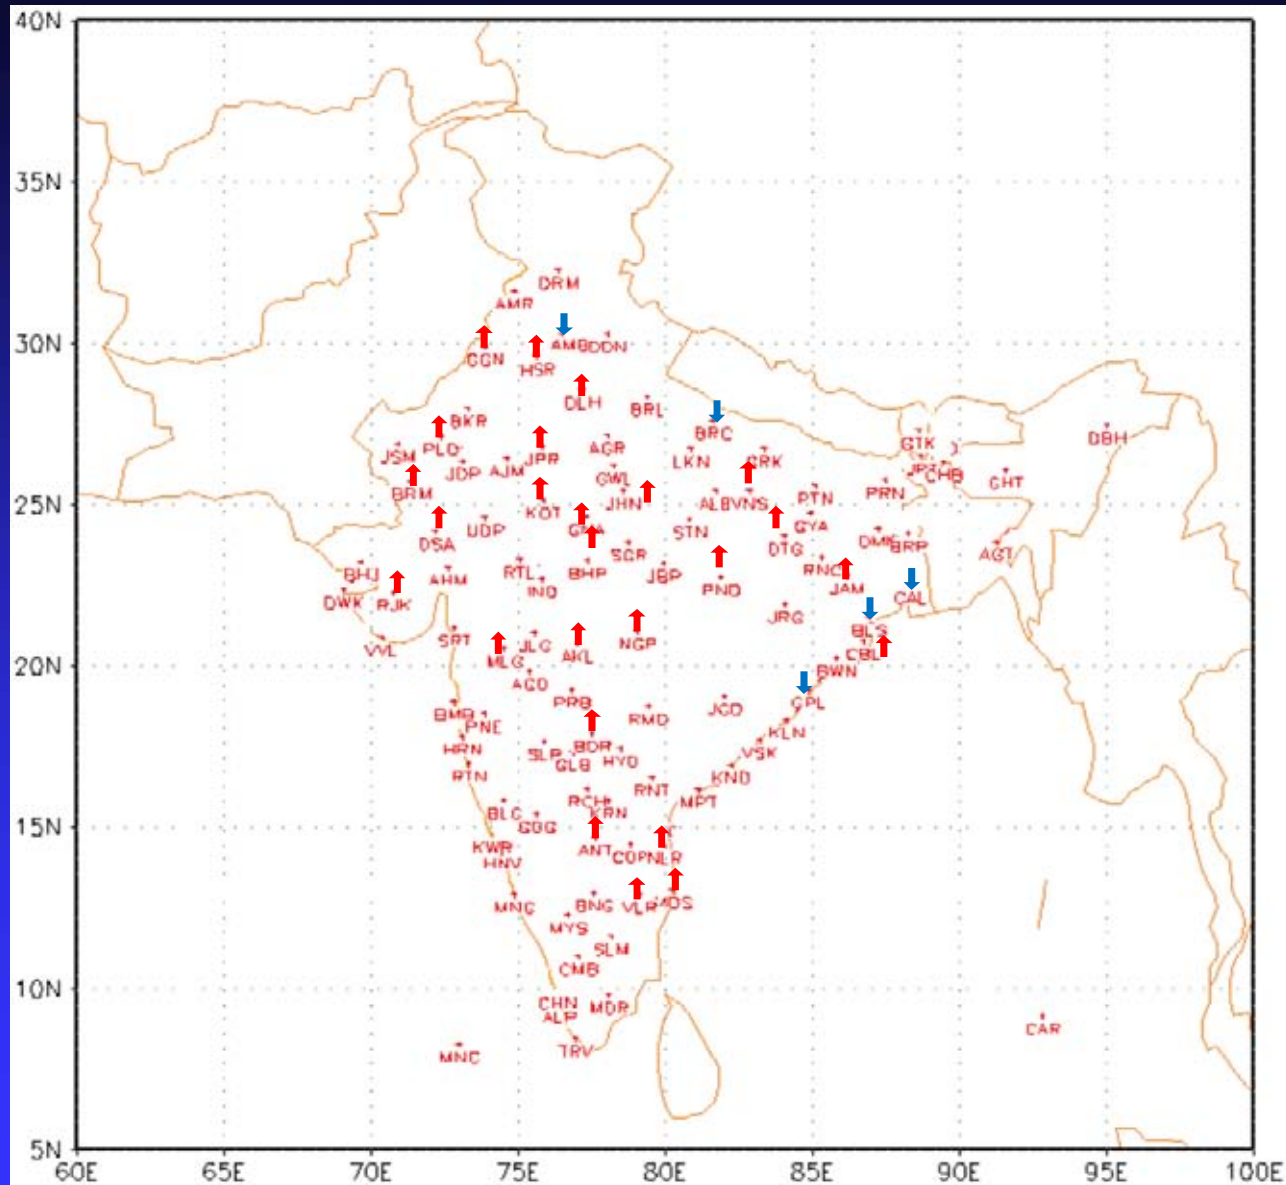 40N
35N
DRM
AMR
30N
GGN
HSR
AMB
DDN
DLH
BRL
BKR
BRC
DBH
GTK
PLD
JPR
AGR
JSM
JDP
AJM
LKN
GRK
CHB
GHT
GWL
BRM
JHN
ALB
VNS
PTN
PRN
25N
KOT
UDP
GNA
STN
GYA
DSA
SGR
DTG
DMK
BRP
AGT
BHJ
AHM
RTL
BHP
JBP
RNC
IND
PND
JAM
DWK
RJK
CAL
JRG
BLS
SRT
JLG
NGP
VVL
MLG
AKL
CBL
20N
BWN
AGD
PRB
JGD
GPL
BMB
PNE
RMD
KLN
HRN
SLP
BDR
GLB
HYD
VSK
RTN
KND
RNT
RCH
MPT
BLG
KRN
15N
GDG
KWR
ANT
CDP
NLR
HNV
MNG
BNG
VLR
MDS
MYS
SLM
CMB
10N
CHN
MDR
ALP
CAR
TRV
MNC
5N
60E 65E 70E 75E 80E 85E 90E 95E 100E